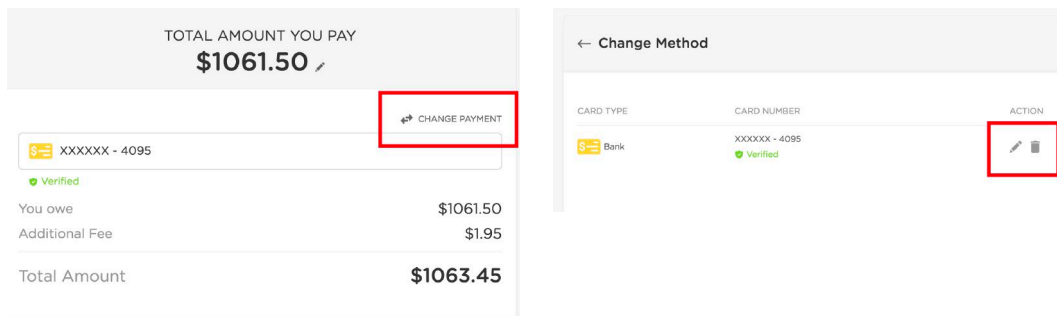 TOTAL AMOUNT YOU PAY
$1061.50
CHANGE PAYMENT
XXXXXX - 4095
Verified
You owe $1061.50
Additional Fee $1.95
Total Amount $1063.45
← Change Method
CARD TYPE CARD NUMBER ACTION
Bank XXXXXX - 4095
Verified